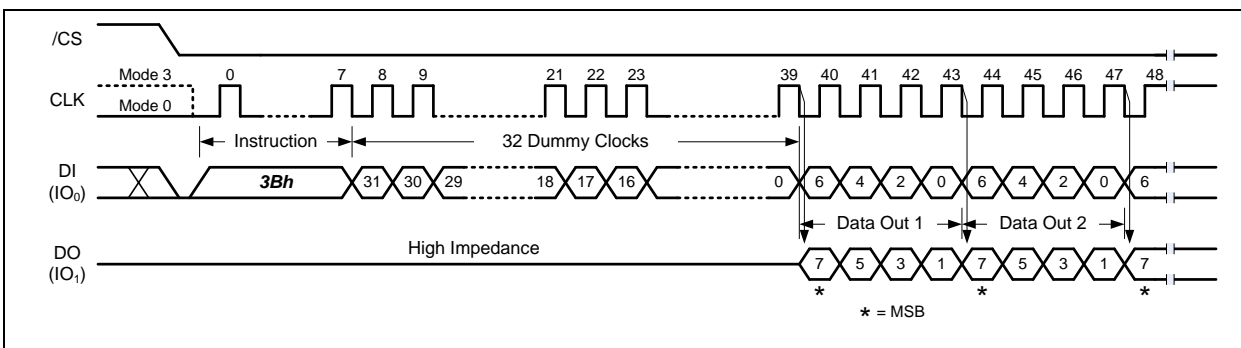 /CS
Mode 3 0 7 8 9 21 22 23 39 40 41 42 43 44 45 46 47 48
CLK
Mode 0
Instruction 32 Dummy Clocks
DI
(IO0) 3Bh 31 30 29 18 17 16 0 6 4 2 0 6 4 2 0 6
Data Out 1 Data Out 2
High Impedance
DO
(IO1) 7 5 3 1 7 5 3 1 7
* * *
* = MSB